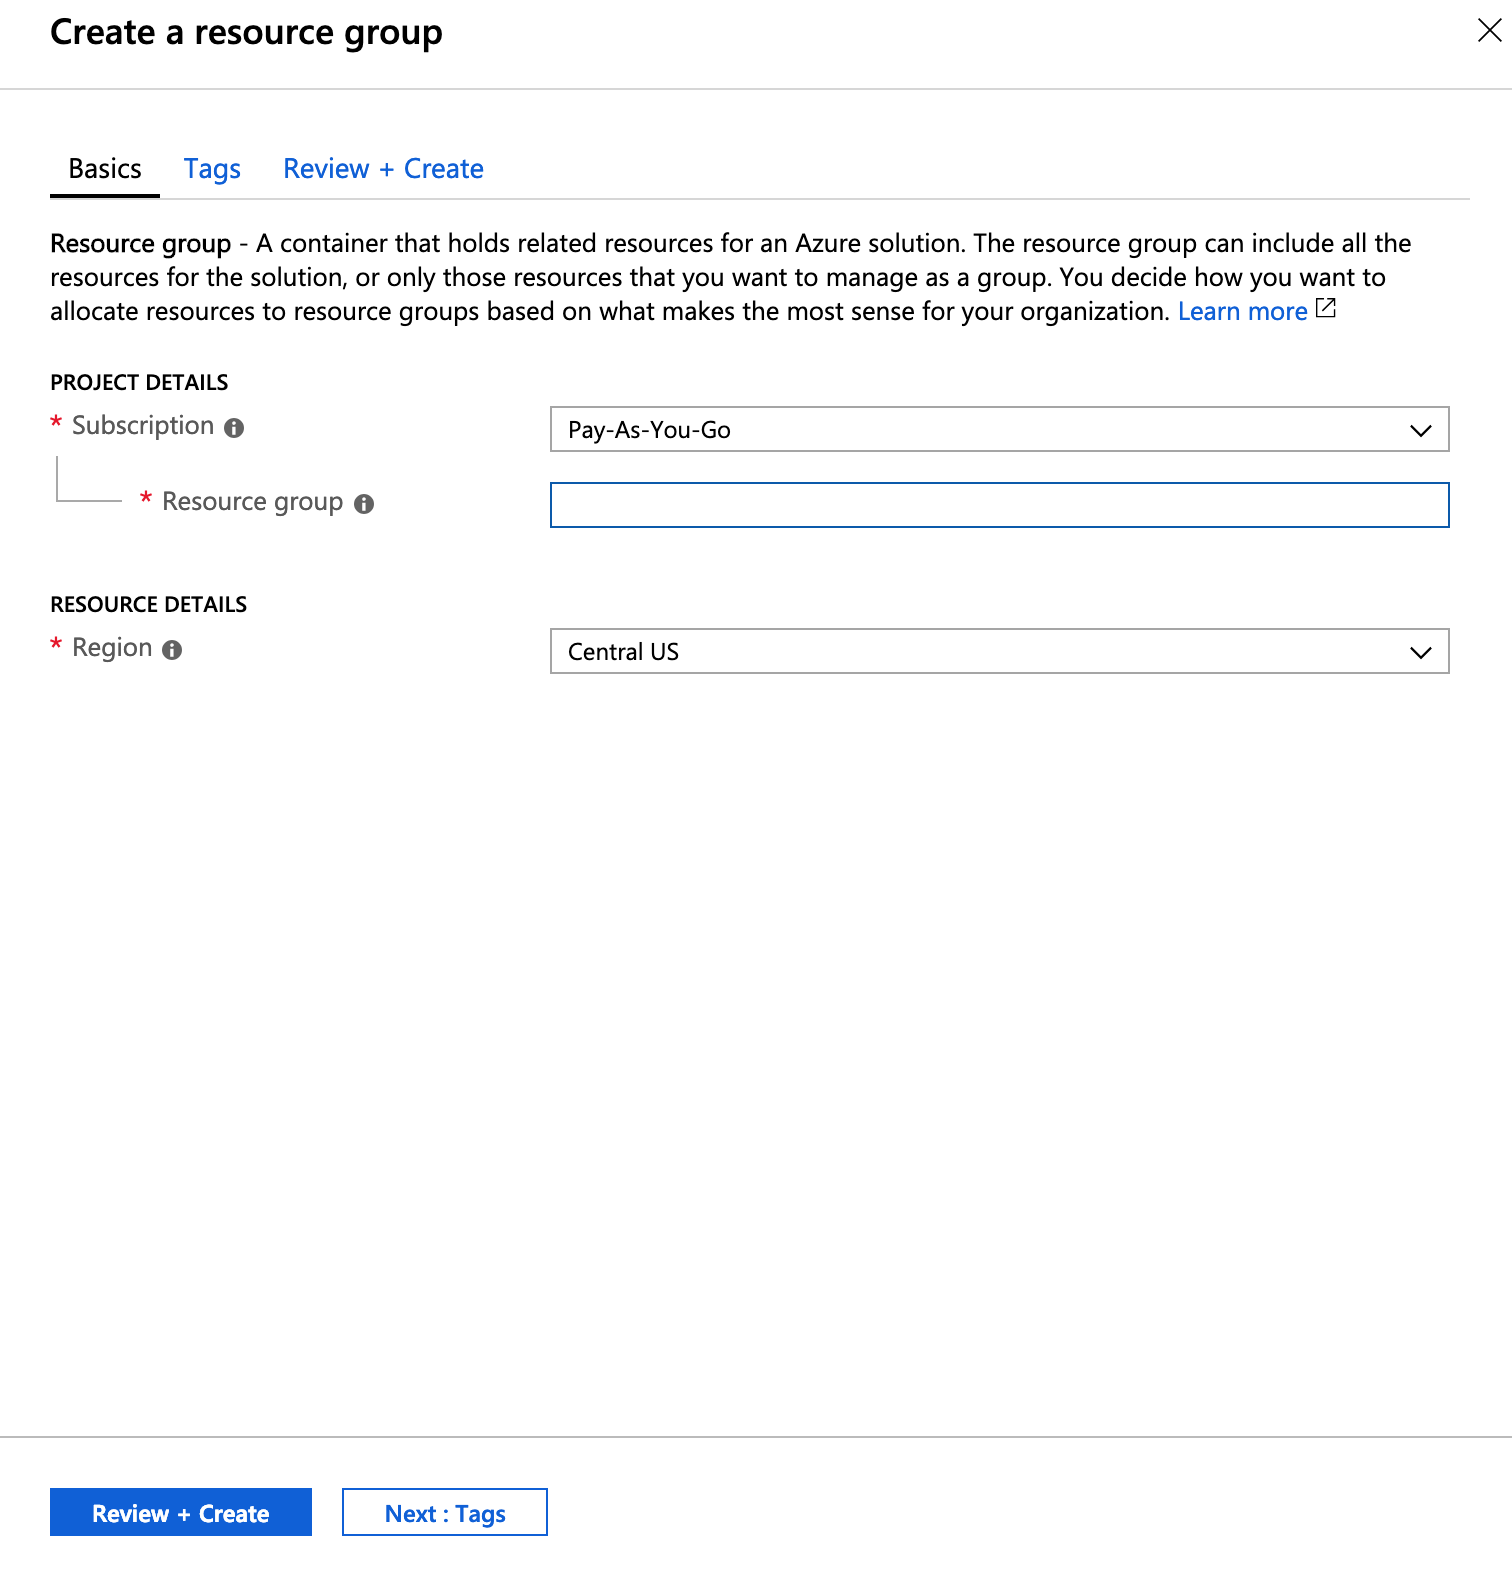 Create a resource group
Basics Tags Review + Create
Resource group - A container that holds related resources for an Azure solution. The resource group can include all the
resources for the solution, or only those resources that you want to manage as a group. You decide how you want to
allocate resources to resource groups based on what makes the most sense for your organization. Learn more
PROJECT DETAILS
* Subscription Pay-As-You-Go
* Resource group
RESOURCE DETAILS
* Region Central US
Review + Create Next : Tags